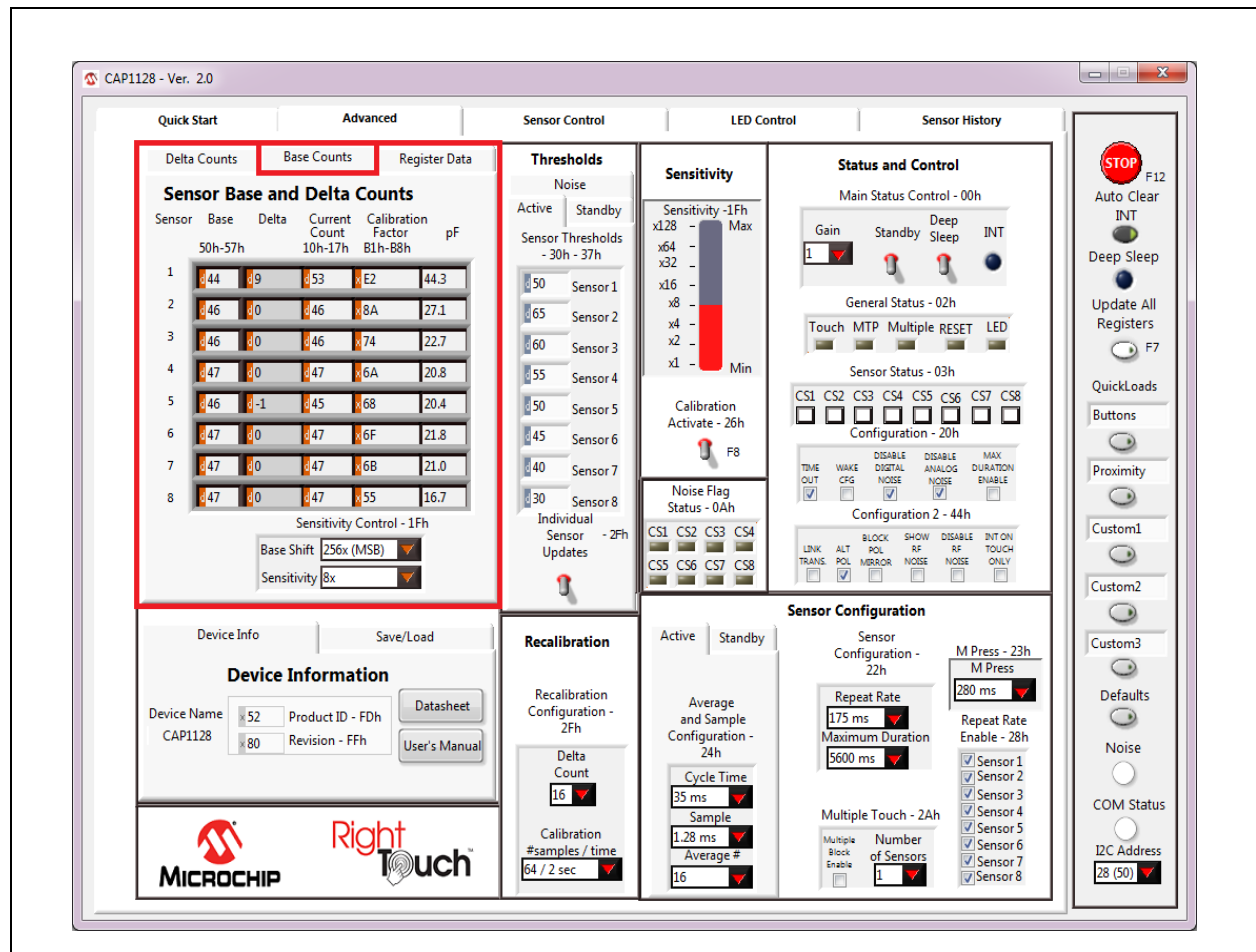 CAP1128 - Ver. 2.0
Quick Start Advanced Sensor Control LED Control Sensor History
Delta Counts Base Counts Register Data
Sensor Base and Delta Counts
Sensor Base Delta Current Count Calibration Factor pF
50h-57h 10h-17h B1h-B8h
1 d 44 d 9 d 53 x E2 44.3
2 d 46 d 0 d 46 x 8A 27.1
3 d 46 d 0 d 46 x 74 22.7
4 d 47 d 0 d 47 x 6A 20.8
5 d 46 d -1 d 45 x 68 20.4
6 d 47 d 0 d 47 x 6F 21.8
7 d 47 d 0 d 47 x 6B 21.0
8 d 47 d 0 d 47 x 55 16.7
Sensitivity Control - 1Fh
Base Shift 256x (MSB)
Sensitivity 8x
Thresholds
Noise
Active Standby
Sensor Thresholds
- 30h - 37h
d 50 Sensor 1
d 65 Sensor 2
d 60 Sensor 3
d 55 Sensor 4
d 50 Sensor 5
d 45 Sensor 6
d 40 Sensor 7
d 30 Sensor 8
Individual
Sensor - 2Fh
Updates
Sensitivity
Sensitivity -1Fh
x128 Max
x64
x32
x16
x8
x4
x2
x1 Min
Calibration
Activate - 26h
F8
Noise Flag
Status - 0Ah
CS1 CS2 CS3 CS4
CS5 CS6 CS7 CS8
Status and Control
Main Status Control - 00h
Gain Standby Deep Sleep INT
1
General Status - 02h
Touch MTP Multiple RESET LED
Sensor Status - 03h
CS1 CS2 CS3 CS4 CS5 CS6 CS7 CS8
Configuration - 20h
TIME OUT WAKE CFG DISABLE DIGITAL NOISE DISABLE ANALOG NOISE MAX DURATION ENABLE
Configuration 2 - 44h
LINK TRANS. ALT POL BLOCK POL MIRROR SHOW RF NOISE DISABLE RF NOISE INT ON TOUCH ONLY
Device Info Save/Load
Device Information
Device Name x 52 Product ID - FDh Datasheet
CAP1128 x 80 Revision - FFh User's Manual
MICROCHIP
Right
Touch
Recalibration
Recalibration
Configuration -
2Fh
Delta
Count
16
Calibration
#samples / time
64 / 2 sec
Sensor Configuration
Active Standby
Average
and Sample
Configuration -
24h
Cycle Time
35 ms
Sample
1.28 ms
Average #
16
Sensor
Configuration -
22h
Repeat Rate
175 ms
Maximum Duration
5600 ms
M Press - 23h
M Press
280 ms
Repeat Rate
Enable - 28h
Sensor 1
Sensor 2
Sensor 3
Sensor 4
Sensor 5
Sensor 6
Sensor 7
Sensor 8
Multiple Touch - 2Ah
Multiple Block Enable
Number
of Sensors
1
STOP F12
Auto Clear
INT
Deep Sleep
Update All
Registers
F7
QuickLoads
Buttons
Proximity
Custom1
Custom2
Custom3
Defaults
Noise
COM Status
I2C Address
28 (50)